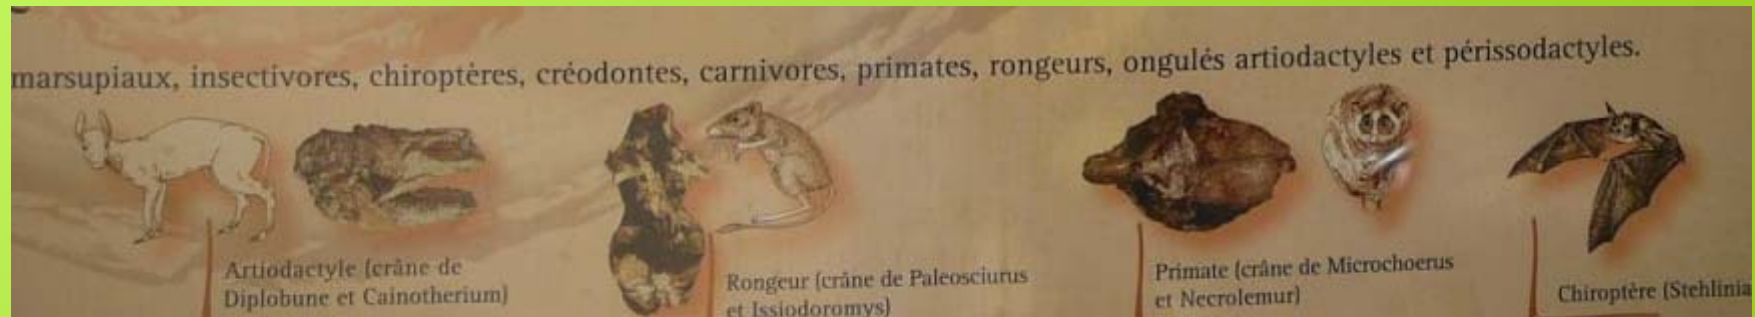 marsupiaux, insectivores, chiroptères, créodontes, carnivores, primates, rongeurs, ongulés artiodactyles et périssodactyles.
Artiodactyle (crâne de
Diplobune et Cainotherium)
Rongeur (crâne de Paleosciurus
et Issiodoromys)
Primate (crâne de Microchoerus
et Necrolemur)
Chiroptère (Stehlinia